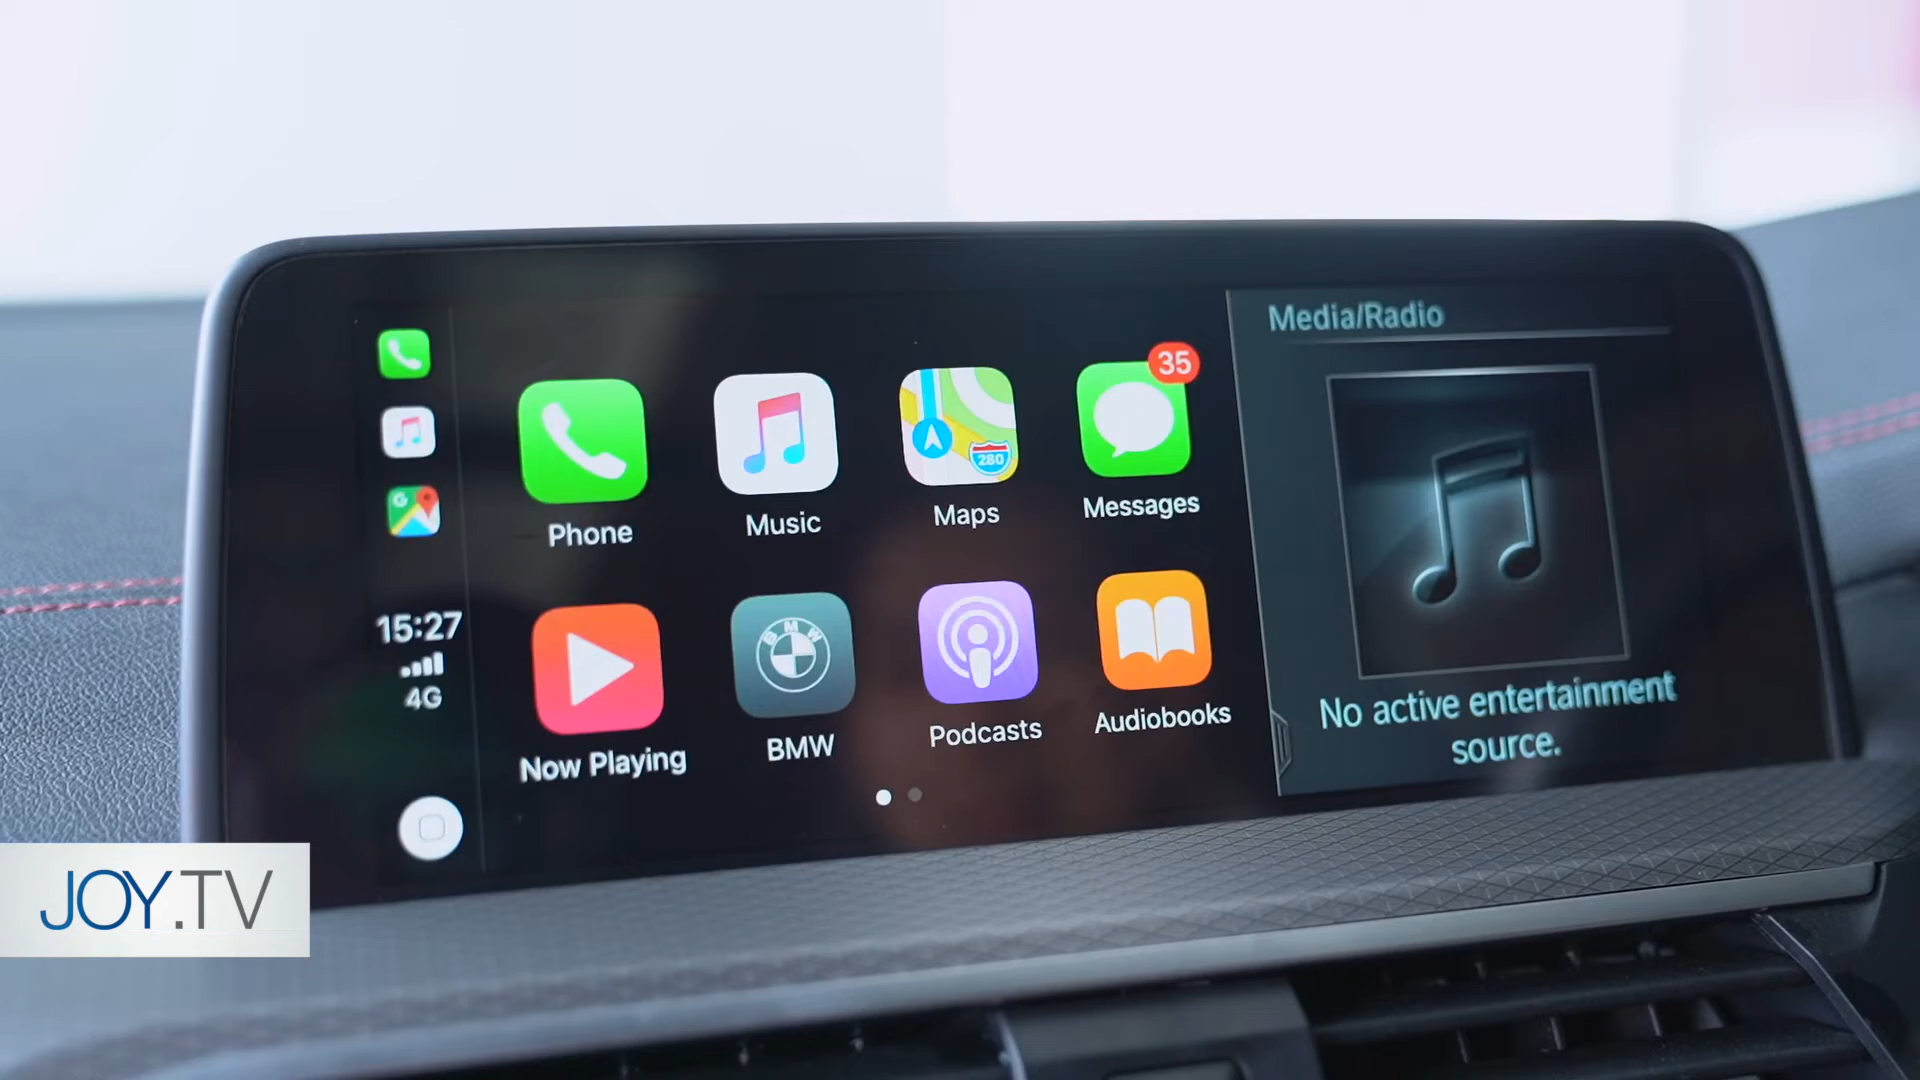 Media/Radio
35
280
Phone
Music
Maps
Messages
G
15:27
4G
BMW
Now Playing
BMW
Podcasts
Audiobooks
No active entertainment
source.
JOY.TV